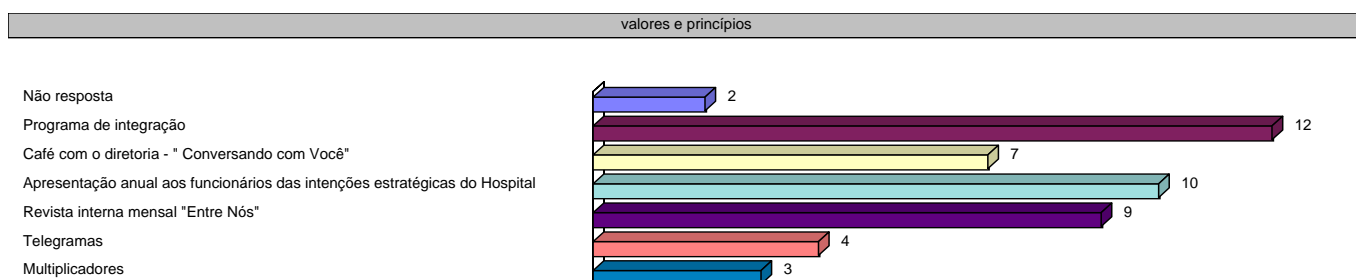 valores e princípios
Não resposta 2
Programa de integração 12
Café com o diretoria - " Conversando com Você" 7
Apresentação anual aos funcionários das intenções estratégicas do Hospital 10
Revista interna mensal "Entre Nós" 9
Telegramas 4
Multiplicadores 3